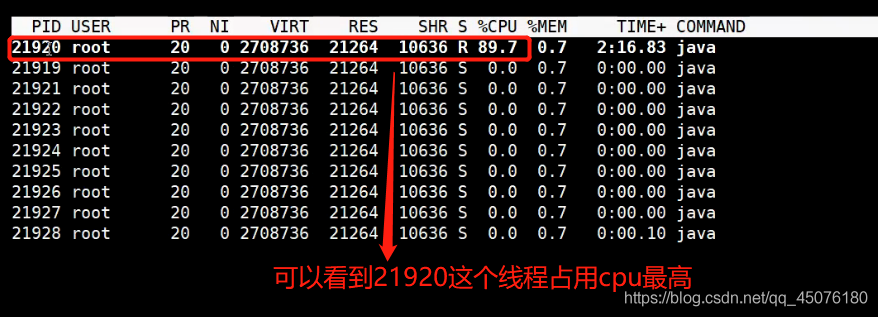 PID USER PR NI VIRT RES SHR S %CPU %MEM TIME+ COMMAND
21920 root 20 0 2708736 21264 10636 R 89.7 0.7 2:16.83 java
21919 root 20 0 2708736 21264 10636 S 0.0 0.7 0:00.00 java
21921 root 20 0 2708736 21264 10636 S 0.0 0.7 0:00.00 java
21922 root 20 0 2708736 21264 10636 S 0.0 0.7 0:00.00 java
21923 root 20 0 2708736 21264 10636 S 0.0 0.7 0:00.00 java
21924 root 20 0 2708736 21264 10636 S 0.0 0.7 0:00.00 java
21925 root 20 0 2708736 21264 10636 S 0.0 0.7 0:00.00 java
21926 root 20 0 2708736 21264 10636 S 0.0 0.7 0:00.00 java
21927 root 20 0 2708736 21264 10636 S 0.0 0.7 0:00.00 java
21928 root 20 0 2708736 21264 10636 S 0.0 0.7 0:00.10 java
可以看到21920这个线程占用cpu最高
https://blog.csdn.net/qq_45076180